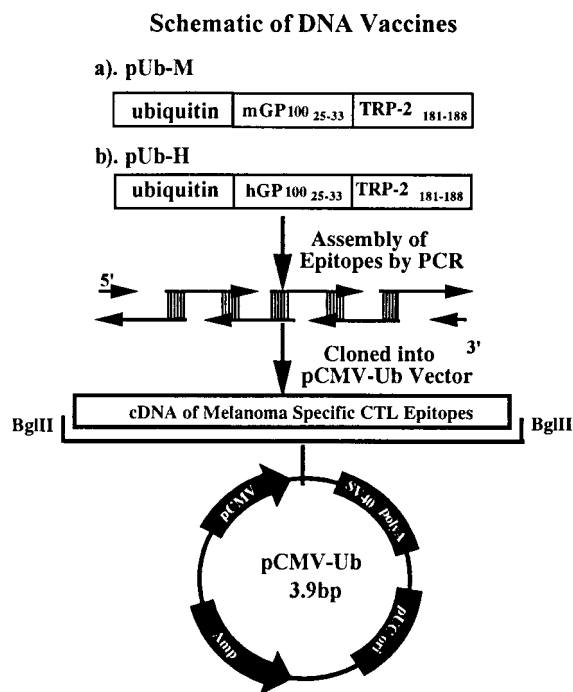 Schematic of DNA Vaccines
a). pUb-M
ubiquitin mGP100 25-33 TRP-2 181-188
b). pUb-H
ubiquitin hGP100 25-33 TRP-2 181-188
Assembly of
Epitopes by PCR
5'
3'
Cloned into
pCMV-Ub Vector
cDNA of Melanoma Specific CTL Epitopes
BglII BglII
pCMV SV40 polyA
pCMV-Ub
3.9bp
Amp pUC ori